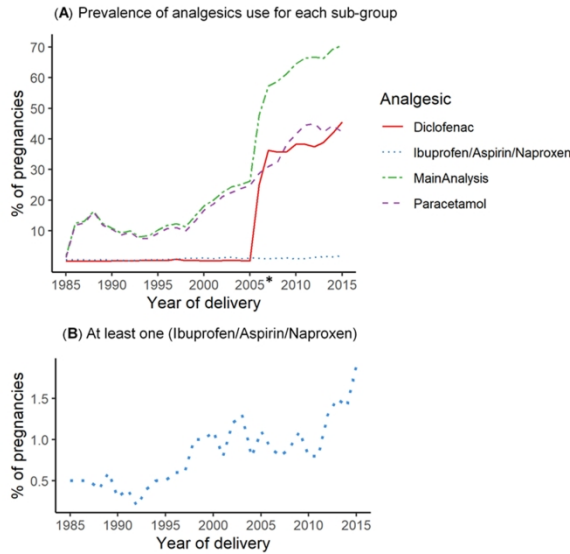 (A) Prevalence of analgesics use for each sub-group
% of pregnancies
70
60
50
40
30
20
10
1985 1990 1995 2000 2005 * 2010 2015
Year of delivery
Analgesic
Diclofenac
Ibuprofen/Aspirin/Naproxen
MainAnalysis
Paracetamol
(B) At least one (Ibuprofen/Aspirin/Naproxen)
% of pregnancies
1.5
1.0
0.5
1985 1990 1995 2000 2005 2010 2015
Year of delivery